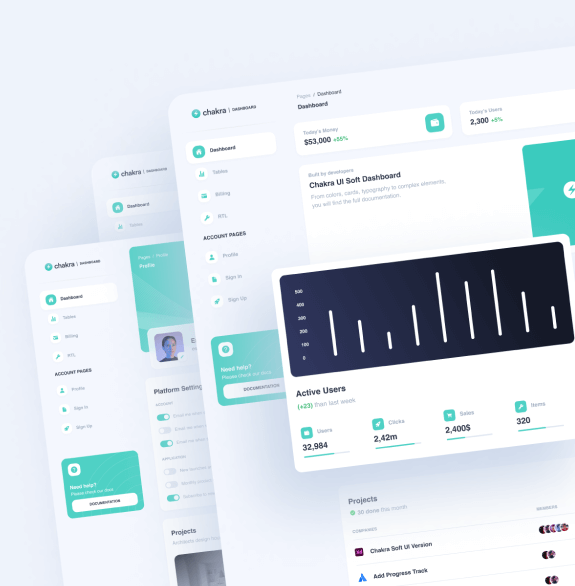 chakra | DASHBOARD
Pages / Dashboard
Dashboard
Today's Money
$53,000 +55%
Today's Users
2,300 +5%
Dashboard
Tables
Billing
RTL
ACCOUNT PAGES
Profile
Sign In
Sign Up
Need help?
Please check our docs
DOCUMENTATION
Built by developers
Chakra UI Soft Dashboard
From colors, cards, typography to complex elements,
you will find the full documentation.
500
400
300
200
100
0
Active Users
(+23) than last week
Users
32,984
Clicks
2,42m
Sales
2,400$
Items
320
Projects
30 done this month
COMPANIES
MEMBERS
Xd
Chakra Soft UI Version
Add Progress Track
chakra | DASHBOARD
Dashboard
Tables
chakra | DASHBOARD
Pages / Profile
Profile
Dashboard
Tables
Billing
RTL
ACCOUNT PAGES
Profile
Sign In
Sign Up
Need help?
Please check our docs
DOCUMENTATION
Platform Setting
ACCOUNT
APPLICATION
Projects